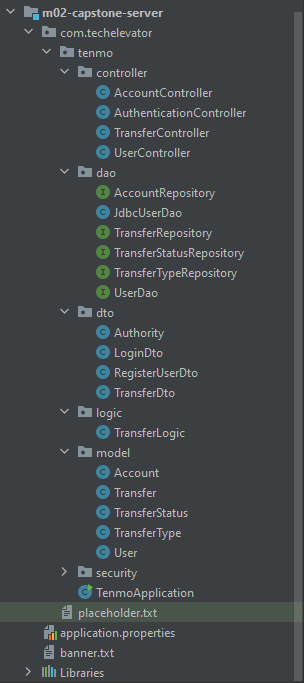 m02-capstone-server
com.techelevator
tenmo
controller
AccountController
AuthenticationController
TransferController
UserController
dao
AccountRepository
JdbcUserDao
TransferRepository
TransferStatusRepository
TransferTypeRepository
UserDao
dto
Authority
LoginDto
RegisterUserDto
TransferDto
logic
TransferLogic
model
Account
Transfer
TransferStatus
TransferType
User
security
TenmoApplication
placeholder.txt
application.properties
banner.txt
Libraries